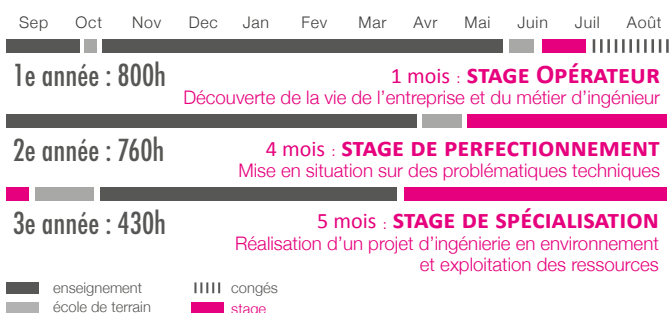 Sep Oct Nov Dec Jan Fev Mar Avr Mai Juin Juil Août
1e année : 800h
1 mois : STAGE OPÉRATEUR
Découverte de la vie de l'entreprise et du métier d'ingénieur
2e année : 760h
4 mois : STAGE DE PERFECTIONNEMENT
Mise en situation sur des problématiques techniques
3e année : 430h
5 mois : STAGE DE SPÉCIALISATION
Réalisation d'un projet d'ingénierie en environnement
et exploitation des ressources
enseignement
école de terrain
congés
stage